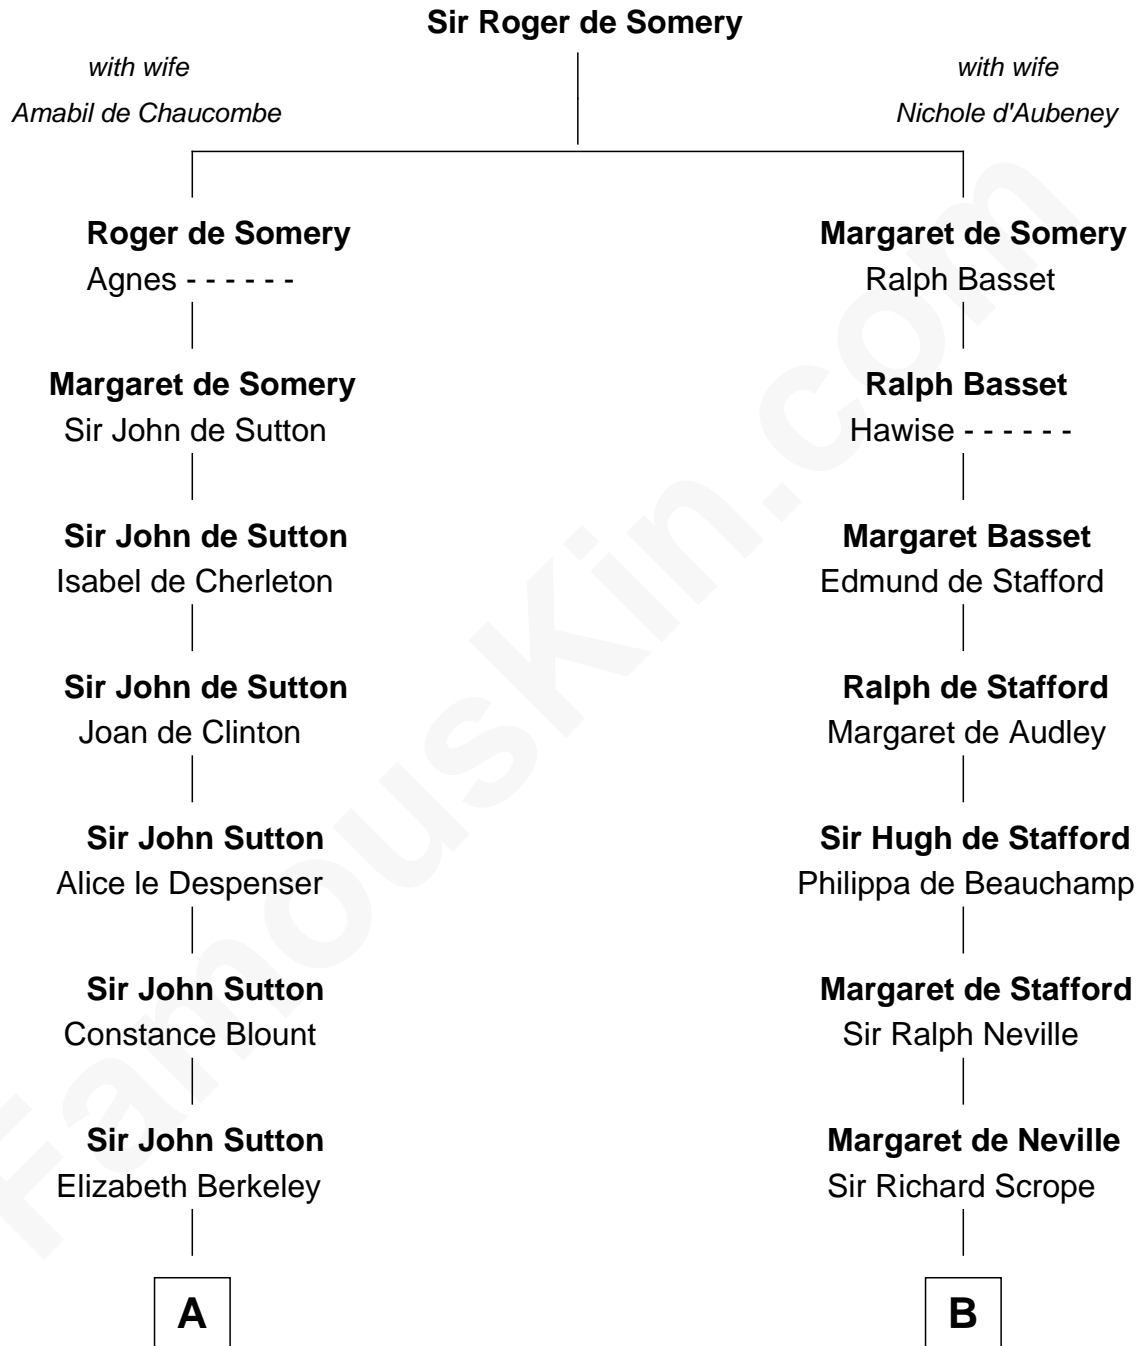 Sir Roger de Somery
with wife
Amabil de Chaucombe
with wife
Nichole d'Aubeney
Roger de Somery
Agnes - - - - - -
Margaret de Somery
Ralph Basset
Margaret de Somery
Sir John de Sutton
Ralph Basset
Hawise - - - - - -
Sir John de Sutton
Isabel de Cherleton
Margaret Basset
Edmund de Stafford
Sir John de Sutton
Joan de Clinton
Ralph de Stafford
Margaret de Audley
Sir John Sutton
Alice le Despenser
Sir Hugh de Stafford
Philippa de Beauchamp
Sir John Sutton
Constance Blount
Margaret de Stafford
Sir Ralph Neville
Sir John Sutton
Elizabeth Berkeley
Margaret de Neville
Sir Richard Scrope
A
B
FamousKin.com